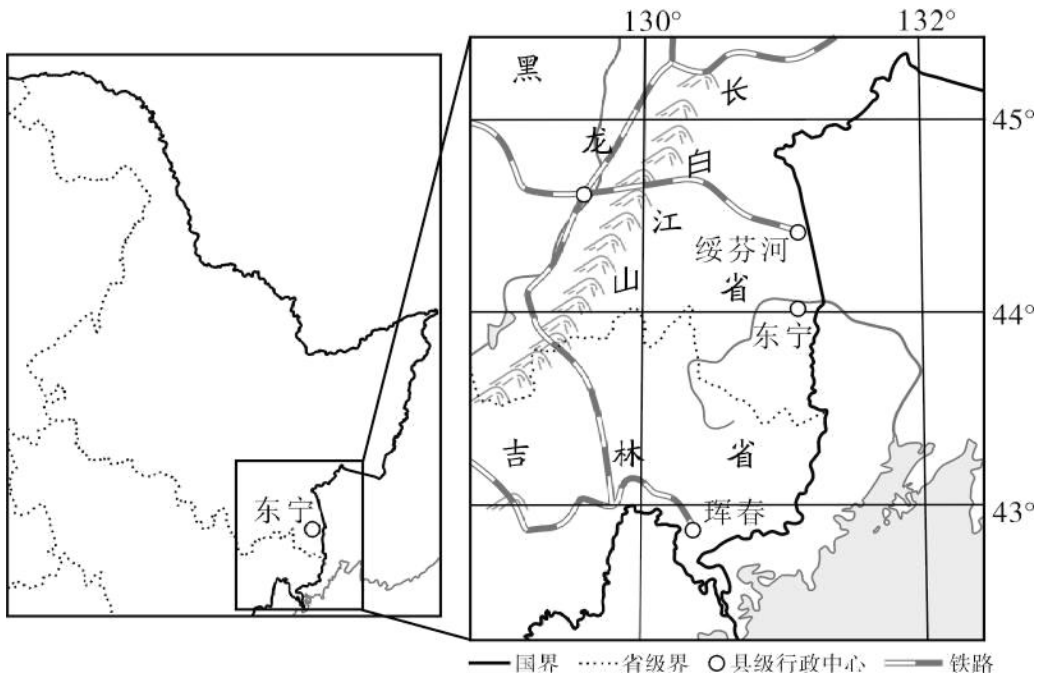 130° 132°
黑
长
45°
龙
白
江
绥芬河
山
省
44°
东宁
吉
林
省
东宁
珲春
43°
国界 省级界 县级行政中心 铁路